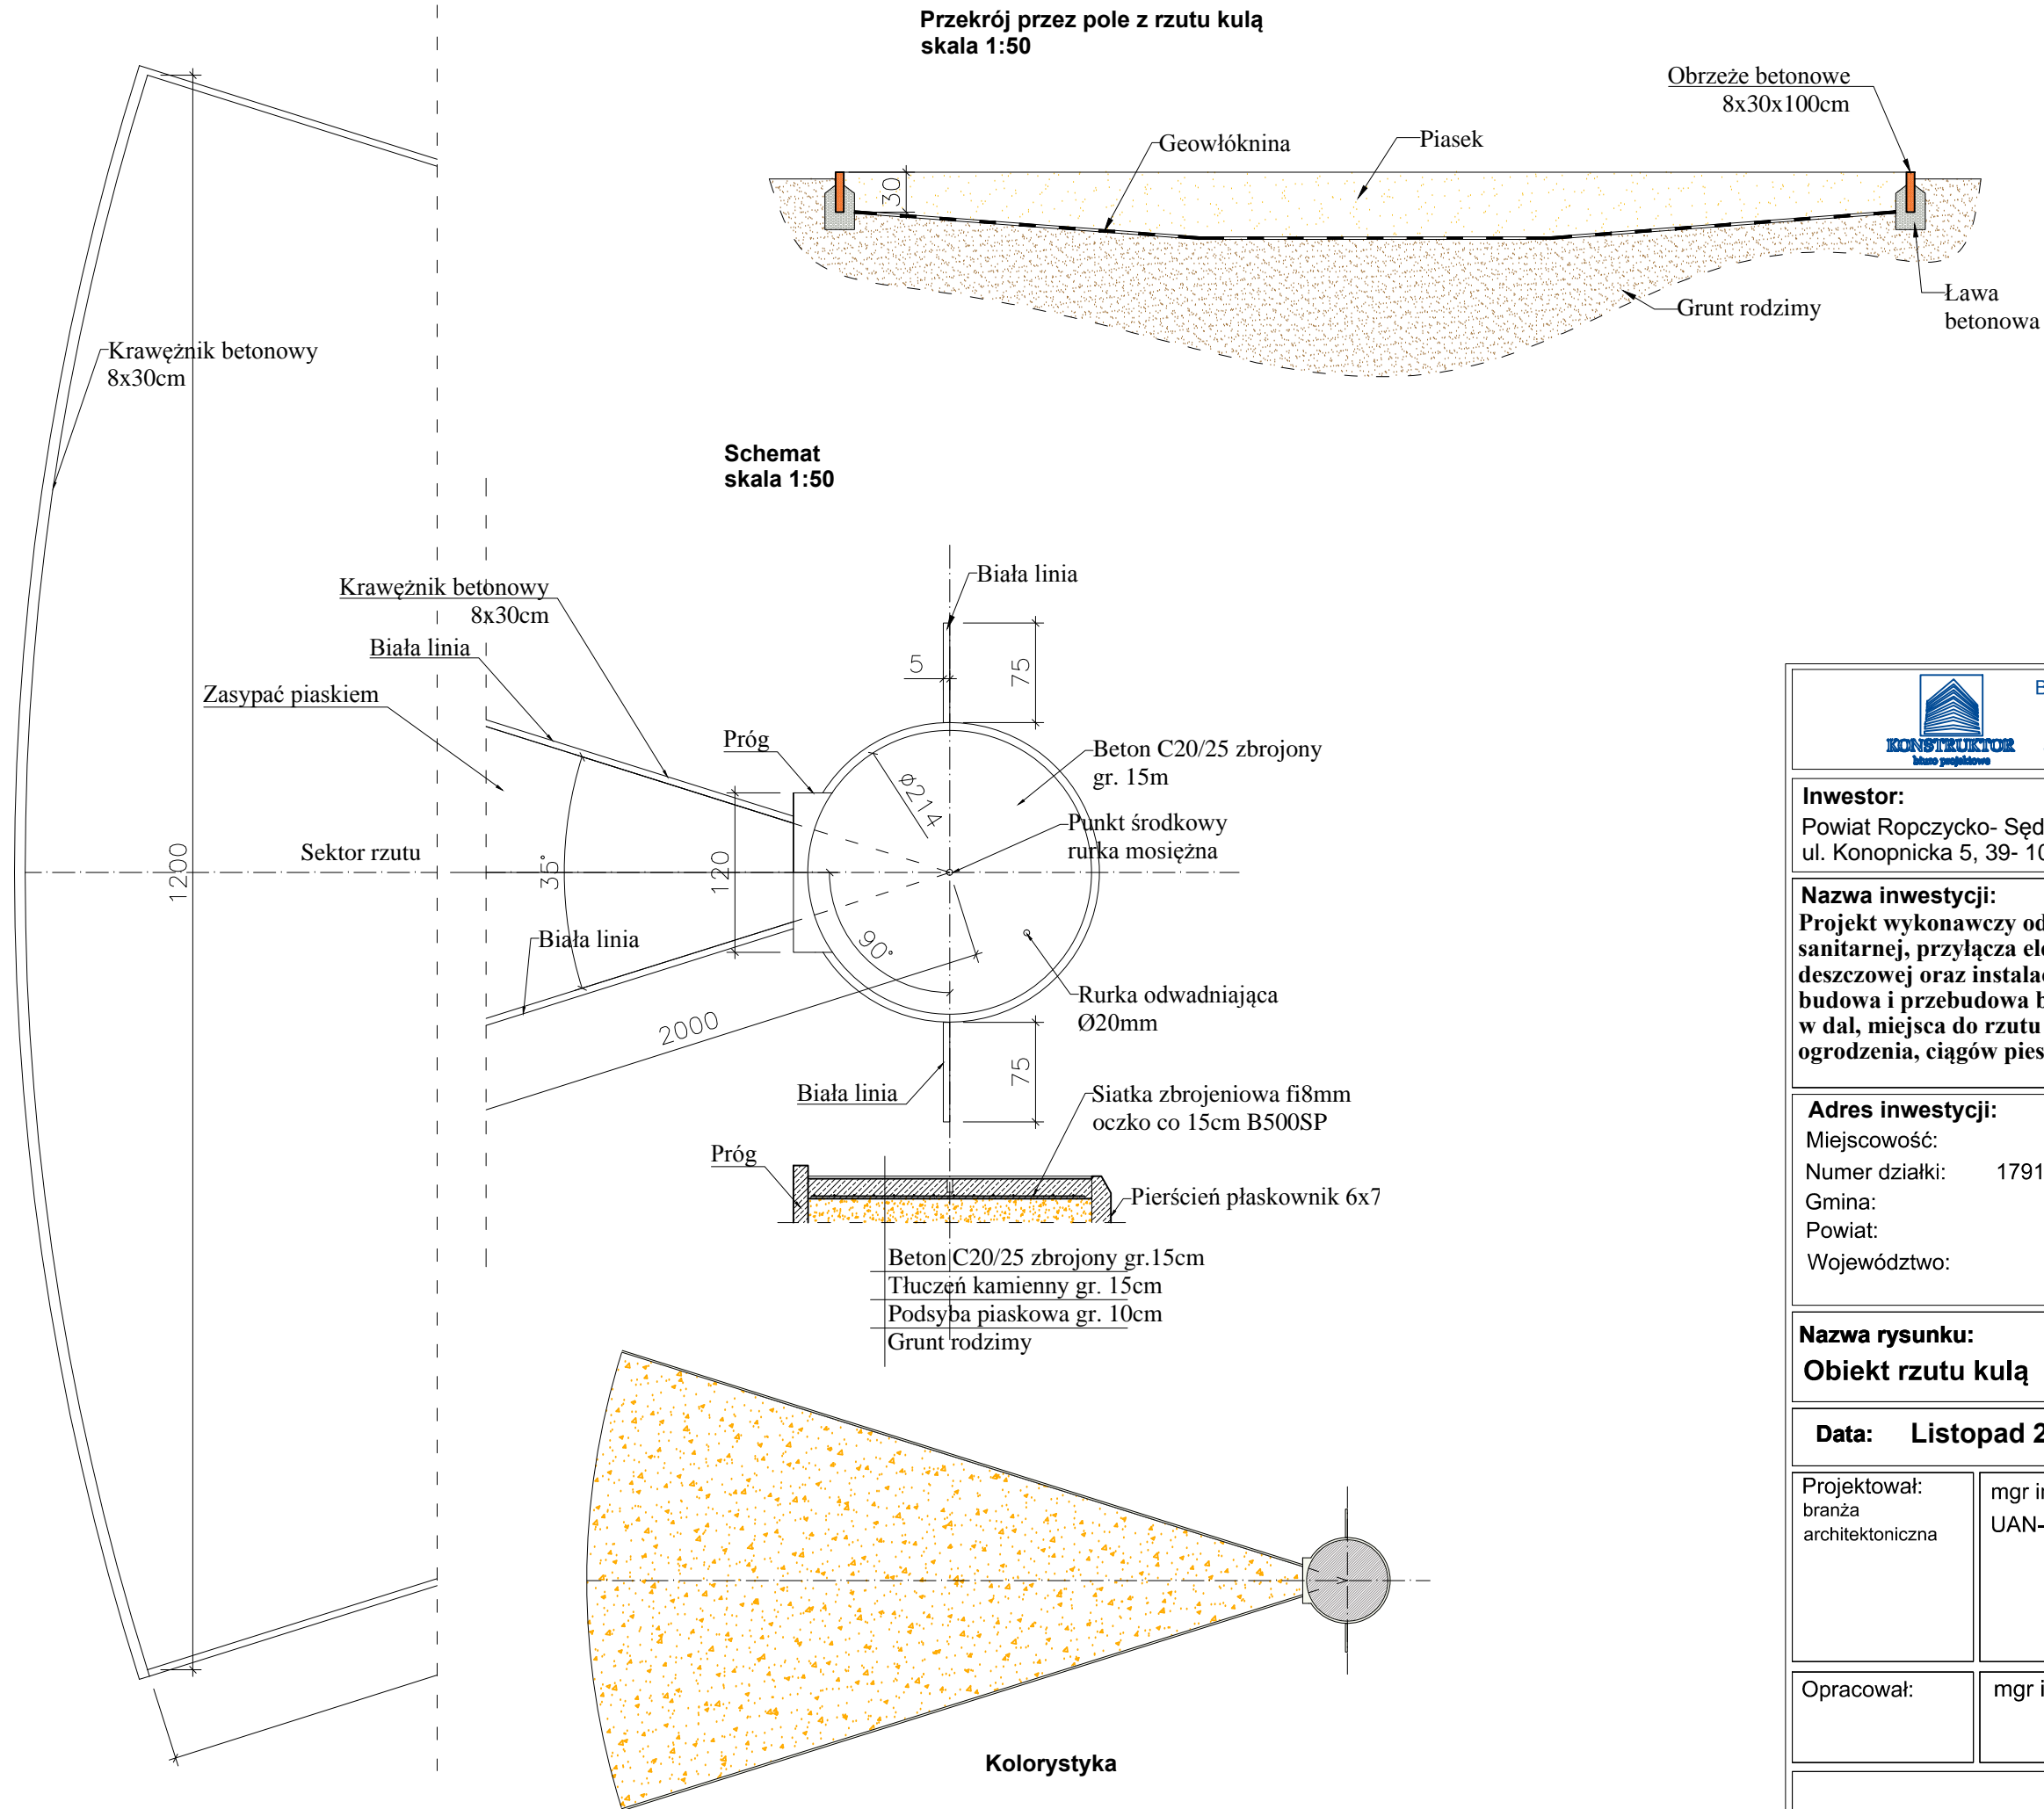 Przekrój przez pole z rzutu kulą
skala 1:50
Obrzeże betonowe
8x30x100cm
Geowłóknina
Piasek
30
Grunt rodzimy
Ława
betonowa
Krawężnik betonowy
8x30cm
1200
Schemat
skala 1:50
Krawężnik betonowy
8x30cm
Biała linia
Biała linia
Zasypać piaskiem
5
75
Próg
Beton C20/25 zbrojony
gr. 15m
ϕ214
Punkt środkowy
rurka mosiężna
Sektor rzutu
35°
120
90°
Biała linia
Rurka odwadniająca
Ø20mm
2000
75
Biała linia
Siatka zbrojeniowa fi8mm
oczko co 15cm B500SP
Próg
Pierścień płaskownik 6x7
Beton C20/25 zbrojony gr.15cm
Tłuczeń kamienny gr. 15cm
Podsyba piaskowa gr. 10cm
Grunt rodzimy
Kolorystyka
B
KONSTRUKTOR
biuro projektowe
Inwestor:
Powiat Ropczycko- Sęd
ul. Konopnicka 5, 39- 10
Nazwa inwestycji:
Projekt wykonawczy od
sanitarnej, przyłącza ele
deszczowej oraz instalac
budowa i przebudowa b
w dal, miejsca do rzutu
ogrodzenia, ciągów pies
Adres inwestycji:
Miejscowość:
Numer działki: 1791
Gmina:
Powiat:
Województwo:
Nazwa rysunku:
Obiekt rzutu kulą
Data: Listopad 2
Projektował:
branża
architektoniczna
mgr in
UAN-
Opracował:
mgr i